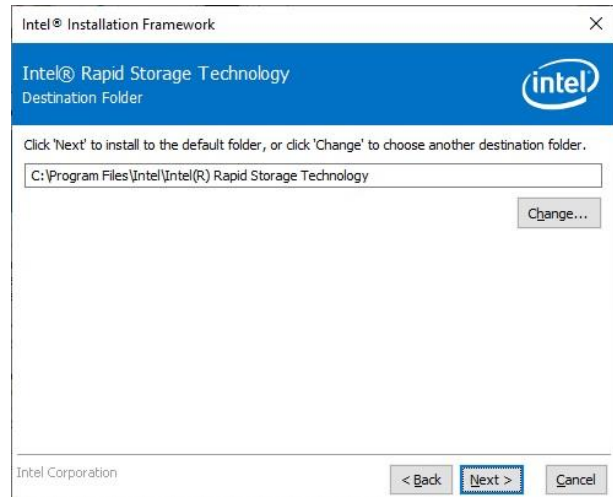 Intel® Installation Framework
Intel® Rapid Storage Technology
Destination Folder
intel
Click 'Next' to install to the default folder, or click 'Change' to choose another destination folder.
C:\Program Files\Intel\Intel(R) Rapid Storage Technology
Change...
Intel Corporation
< Back Next > Cancel